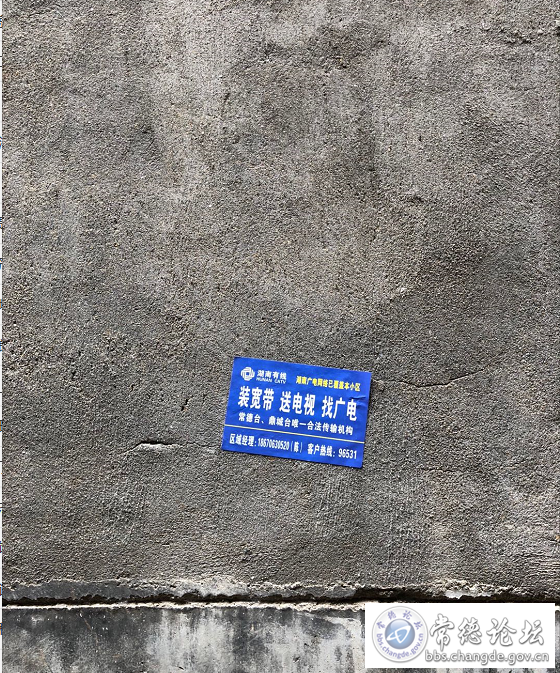 湖南有线
HUNAN CATV
湖南广电网络已覆盖本小区
装宽带 送电视 找广电
常德台、鼎城台唯一合法传输机构
区域经理:18670630520(陈) 客户热线:96531
常德论坛
bbs.changde.gov.cn